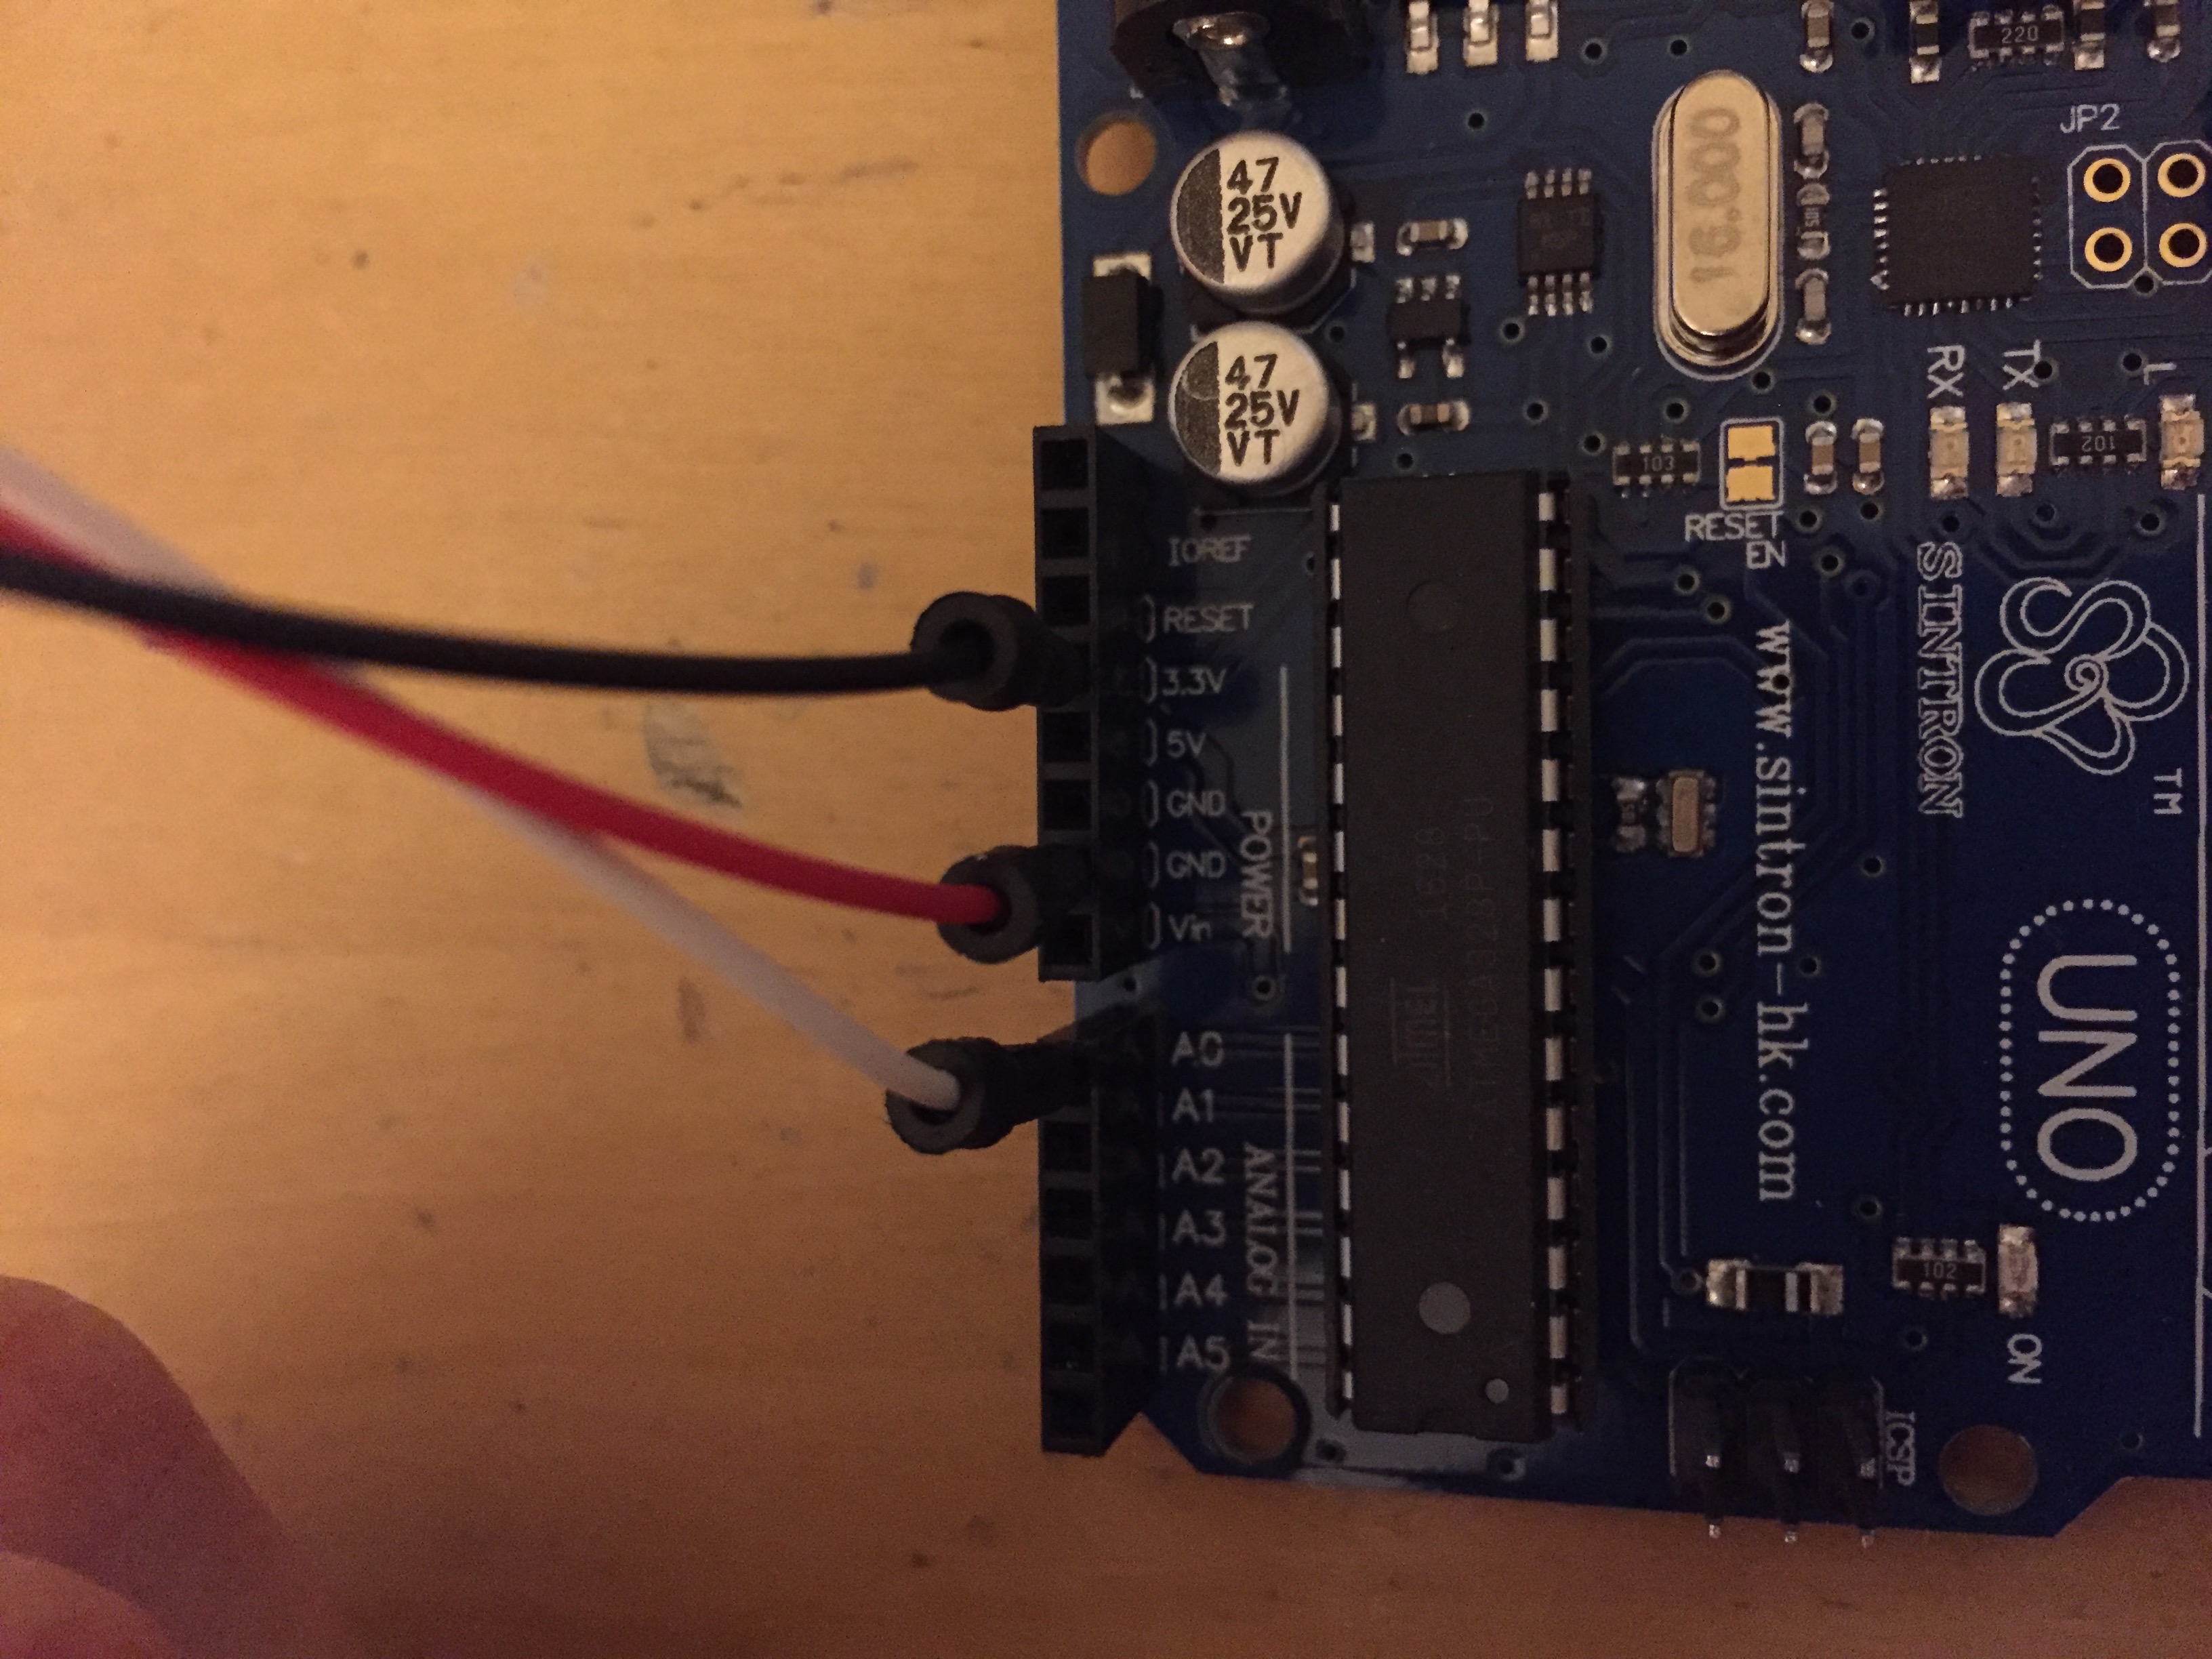 220
JP2
47
25V
VT
16.000
47
25V
VT
RX
TX
L
103
102
RESET
EN
IOREF
RESET
3.3V
5V
GND
GND
Vin
POWER
SINTRON
TM
www.sintron-hk.com
UNO
ATMEL
1628
ATMEGA328P-PU
A0
A1
A2
A3
A4
A5
ANALOG IN
102
ON
ICSP